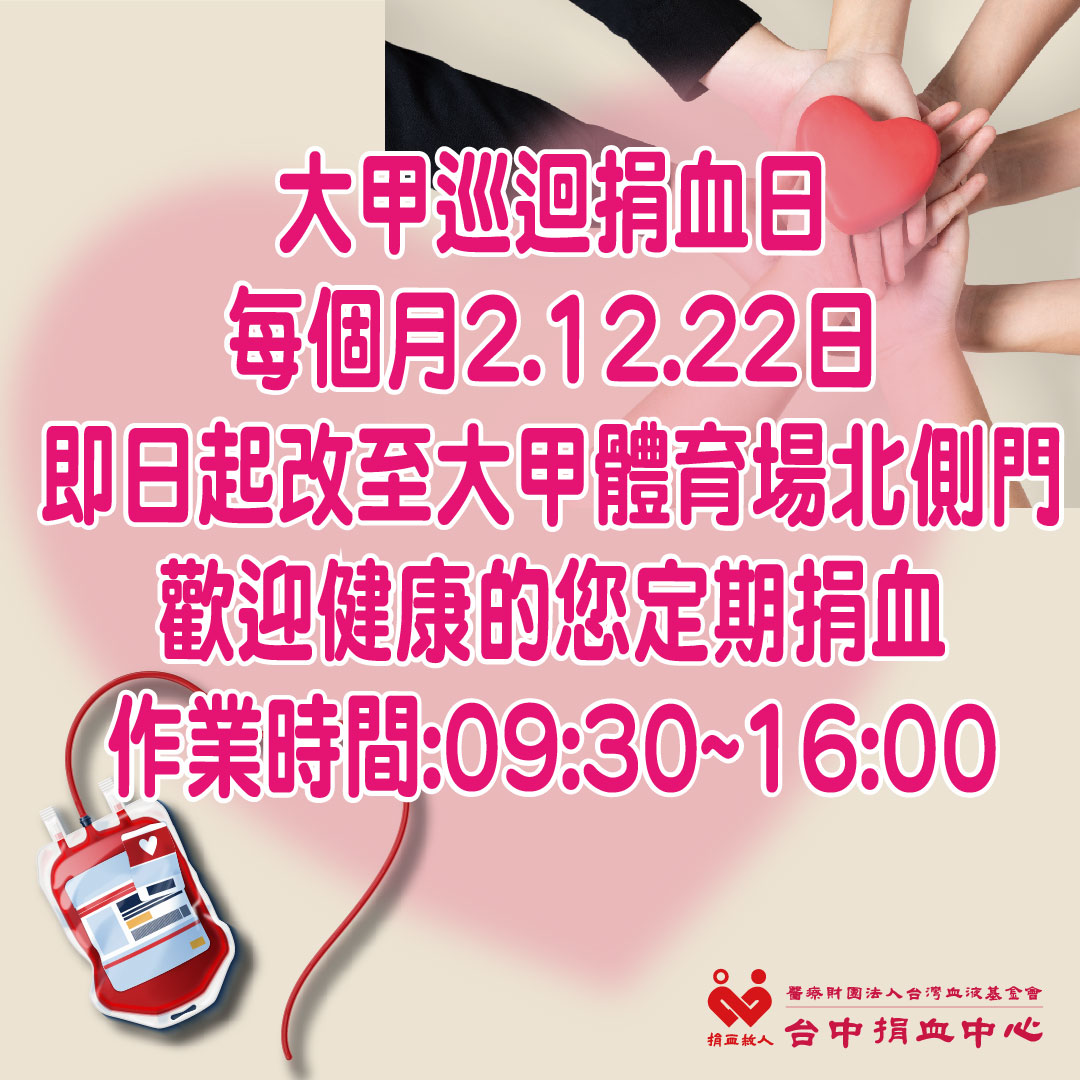 大甲巡迴捐血日
每個月2.12.22日
即日起改至大甲體育場北側門
歡迎健康的您定期捐血
作業時間:09:30~16:00
醫療財團法人台灣血液基金會
捐血救人
台中捐血中心